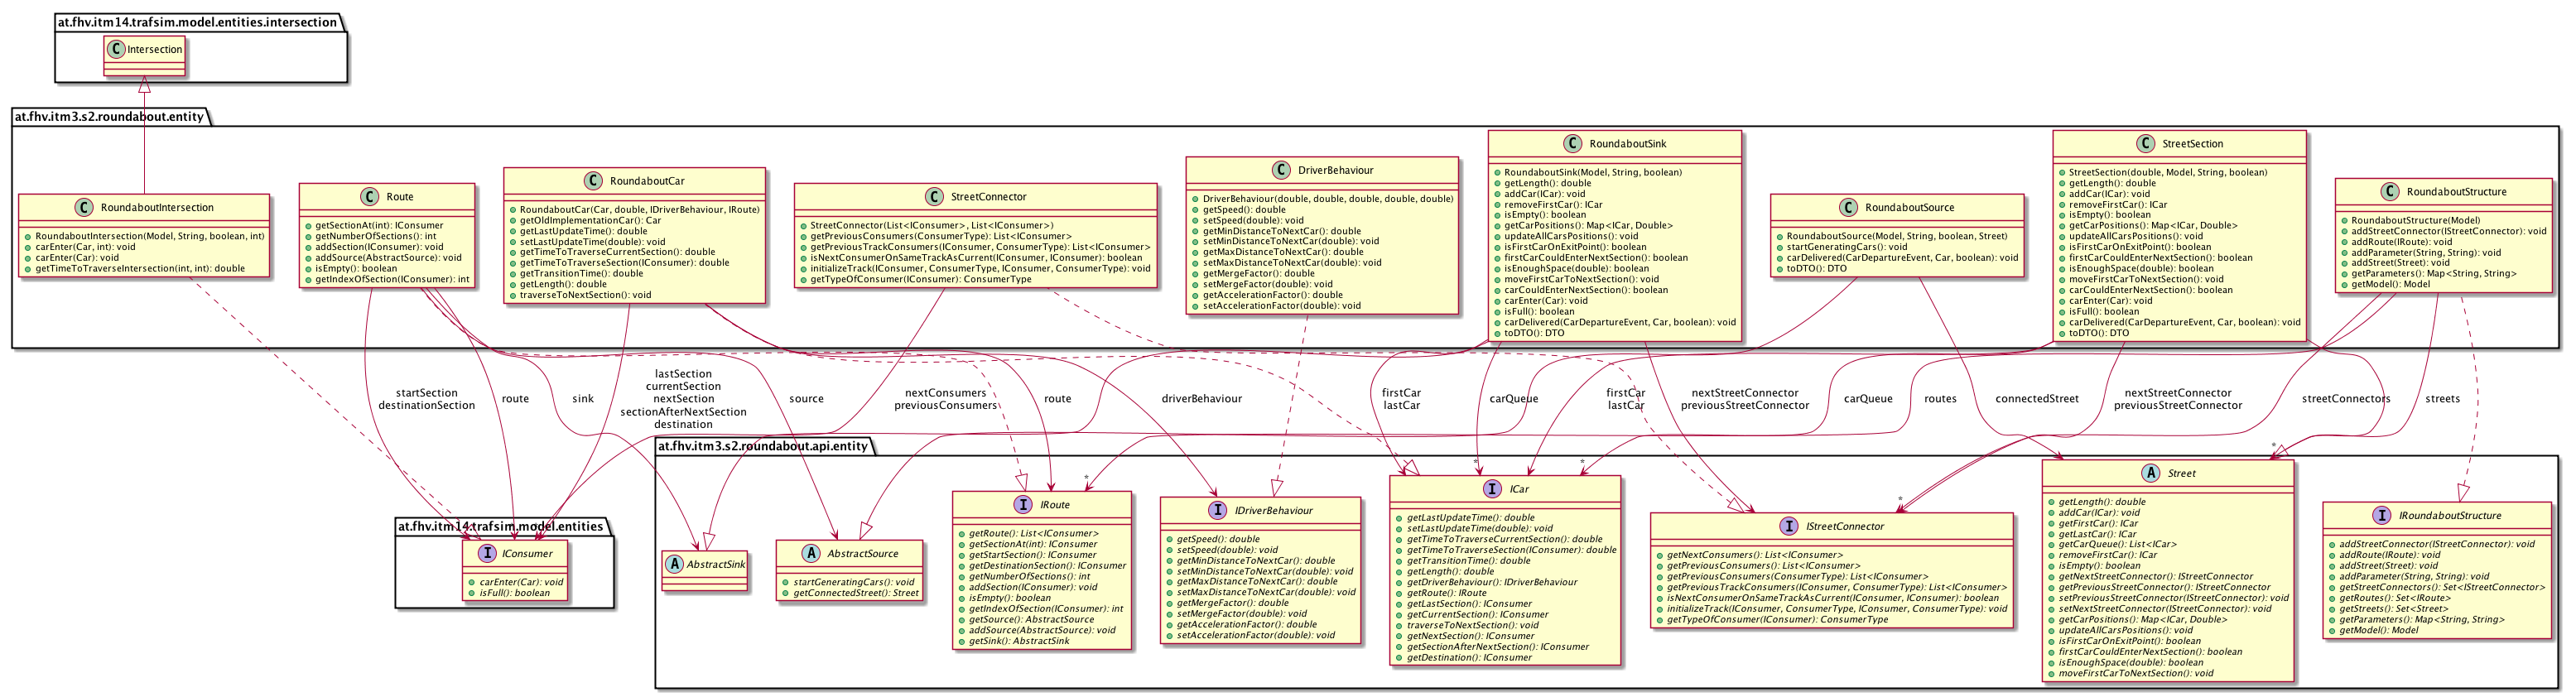 at.fhv.itm14.trafsim.model.entities.intersection
C Intersection
at.fhv.itm3.s2.roundabout.entity
C RoundaboutIntersection
RoundaboutIntersection(Model, String, boolean, int)
carEnter(Car, int): void
carEnter(Car): void
getTimeToTraverseIntersection(int, int): double
C Route
getSectionAt(int): IConsumer
getNumberOfSections(): int
addSection(IConsumer): void
addSource(AbstractSource): void
isEmpty(): boolean
getIndexOfSection(IConsumer): int
C RoundaboutCar
RoundaboutCar(Car, double, IDriverBehaviour, IRoute)
getOldImplementationCar(): Car
getLastUpdateTime(): double
setLastUpdateTime(double): void
getTimeToTraverseCurrentSection(): double
getTimeToTraverseSection(IConsumer): double
getTransitionTime(): double
getLength(): double
traverseToNextSection(): void
C StreetConnector
StreetConnector(List<IConsumer>, List<IConsumer>)
getPreviousConsumers(ConsumerType): List<IConsumer>
getPreviousTrackConsumers(IConsumer, ConsumerType): List<IConsumer>
isNextConsumerOnSameTrackAsCurrent(IConsumer, IConsumer): boolean
initializeTrack(IConsumer, ConsumerType, IConsumer, ConsumerType): void
getTypeOfConsumer(IConsumer): ConsumerType
C DriverBehaviour
DriverBehaviour(double, double, double, double, double)
getSpeed(): double
setSpeed(double): void
getMinDistanceToNextCar(): double
setMinDistanceToNextCar(double): void
getMaxDistanceToNextCar(): double
setMaxDistanceToNextCar(double): void
getMergeFactor(): double
setMergeFactor(double): void
getAccelerationFactor(): double
setAccelerationFactor(double): void
C RoundaboutSink
RoundaboutSink(Model, String, boolean)
getLength(): double
addCar(ICar): void
removeFirstCar(): ICar
isEmpty(): boolean
getCarPositions(): Map<ICar, Double>
updateAllCarsPositions(): void
isFirstCarOnExitPoint(): boolean
firstCarCouldEnterNextSection(): boolean
isEnoughSpace(double): boolean
moveFirstCarToNextSection(): void
carCouldEnterNextSection(): boolean
carEnter(Car): void
isFull(): boolean
carDelivered(CarDepartureEvent, Car, boolean): void
toDTO(): DTO
C RoundaboutSource
RoundaboutSource(Model, String, boolean, Street)
startGeneratingCars(): void
carDelivered(CarDepartureEvent, Car, boolean): void
toDTO(): DTO
C StreetSection
StreetSection(double, Model, String, boolean)
getLength(): double
addCar(ICar): void
removeFirstCar(): ICar
isEmpty(): boolean
getCarPositions(): Map<ICar, Double>
updateAllCarsPositions(): void
isFirstCarOnExitPoint(): boolean
firstCarCouldEnterNextSection(): boolean
isEnoughSpace(double): boolean
moveFirstCarToNextSection(): void
carCouldEnterNextSection(): boolean
carEnter(Car): void
isFull(): boolean
carDelivered(CarDepartureEvent, Car, boolean): void
toDTO(): DTO
C RoundaboutStructure
RoundaboutStructure(Model)
addStreetConnector(IStreetConnector): void
addRoute(IRoute): void
addParameter(String, String): void
addStreet(Street): void
getParameters(): Map<String, String>
getModel(): Model
startSection
destinationSection
route
sink
lastSection
currentSection
nextSection
sectionAfterNextSection
destination
source
nextConsumers
previousConsumers
route
driverBehaviour
firstCar
lastCar
carQueue
firstCar
lastCar
nextStreetConnector
previousStreetConnector
carQueue
routes
connectedStreet
nextStreetConnector
previousStreetConnector
streetConnectors
streets
at.fhv.itm14.trafsim.model.entities
I IConsumer
carEnter(Car): void
isFull(): boolean
at.fhv.itm3.s2.roundabout.api.entity
A AbstractSink
A AbstractSource
startGeneratingCars(): void
getConnectedStreet(): Street
I IRoute
getRoute(): List<IConsumer>
getSectionAt(int): IConsumer
getStartSection(): IConsumer
getDestinationSection(): IConsumer
getNumberOfSections(): int
addSection(IConsumer): void
isEmpty(): boolean
getIndexOfSection(IConsumer): int
getSource(): AbstractSource
addSource(AbstractSource): void
getSink(): AbstractSink
*
I IDriverBehaviour
getSpeed(): double
setSpeed(double): void
getMinDistanceToNextCar(): double
setMinDistanceToNextCar(double): void
getMaxDistanceToNextCar(): double
setMaxDistanceToNextCar(double): void
getMergeFactor(): double
setMergeFactor(double): void
getAccelerationFactor(): double
setAccelerationFactor(double): void
*
*
I ICar
getLastUpdateTime(): double
setLastUpdateTime(double): void
getTimeToTraverseCurrentSection(): double
getTimeToTraverseSection(IConsumer): double
getTransitionTime(): double
getLength(): double
getDriverBehaviour(): IDriverBehaviour
getRoute(): IRoute
getLastSection(): IConsumer
getCurrentSection(): IConsumer
traverseToNextSection(): void
getNextSection(): IConsumer
getSectionAfterNextSection(): IConsumer
getDestination(): IConsumer
*
I IStreetConnector
getNextConsumers(): List<IConsumer>
getPreviousConsumers(): List<IConsumer>
getPreviousConsumers(ConsumerType): List<IConsumer>
getPreviousTrackConsumers(IConsumer, ConsumerType): List<IConsumer>
isNextConsumerOnSameTrackAsCurrent(IConsumer, IConsumer): boolean
initializeTrack(IConsumer, ConsumerType, IConsumer, ConsumerType): void
getTypeOfConsumer(IConsumer): ConsumerType
*
A Street
getLength(): double
addCar(ICar): void
getFirstCar(): ICar
getLastCar(): ICar
getCarQueue(): List<ICar>
removeFirstCar(): ICar
isEmpty(): boolean
getNextStreetConnector(): IStreetConnector
getPreviousStreetConnector(): IStreetConnector
setPreviousStreetConnector(IStreetConnector): void
setNextStreetConnector(IStreetConnector): void
getCarPositions(): Map<ICar, Double>
updateAllCarsPositions(): void
isFirstCarOnExitPoint(): boolean
firstCarCouldEnterNextSection(): boolean
isEnoughSpace(double): boolean
moveFirstCarToNextSection(): void
I IRoundaboutStructure
addStreetConnector(IStreetConnector): void
addRoute(IRoute): void
addStreet(Street): void
addParameter(String, String): void
getStreetConnectors(): Set<IStreetConnector>
getRoutes(): Set<IRoute>
getStreets(): Set<Street>
getParameters(): Map<String, String>
getModel(): Model